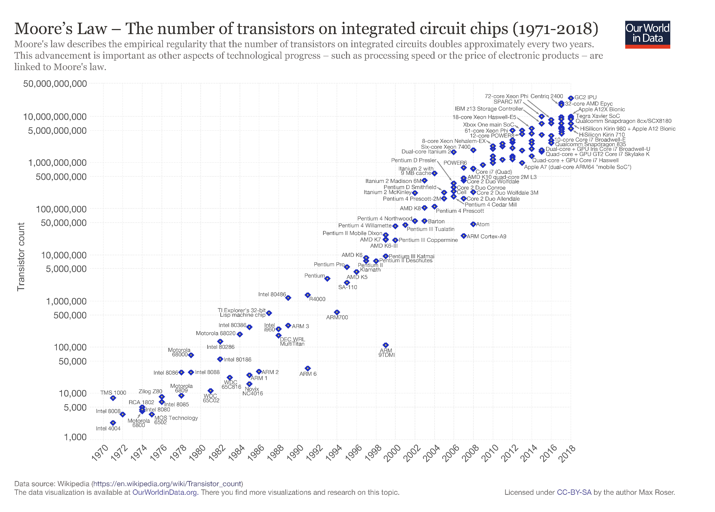 Moore's Law – The number of transistors on integrated circuit chips (1971-2018)
Our World
in Data
Moore's law describes the empirical regularity that the number of transistors on integrated circuits doubles approximately every two years.
This advancement is important as other aspects of technological progress – such as processing speed or the price of electronic products – are
linked to Moore's law.
Transistor count
50,000,000,000
10,000,000,000
5,000,000,000
1,000,000,000
500,000,000
100,000,000
50,000,000
10,000,000
5,000,000
1,000,000
500,000
100,000
50,000
10,000
5,000
1,000
72-core Xeon Phi Centriq 2400
GC2 IPU
SPARC M7
32-core AMD Epyc
IBM z13 Storage Controller
Apple A12X Bionic
18-core Xeon Haswell-E5
Tegra Xavier SoC
Xbox One main SoC
Qualcomm Snapdragon 8cx/SCX8180
61-core Xeon Phi
HiSilicon Kirin 980 + Apple A12 Bionic
12-core POWER8
HiSilicon Kirin 710
8-core Xeon Nehalem-EX
10-core Core i7 Broadwell-E
Six-core Xeon 7400
Qualcomm Snapdragon 835
Dual-core Itanium 2
Dual-core + GPU Iris Core i7 Broadwell-U
Quad-core + GPU GT2 Core i7 Skylake K
Pentium D Presler
POWER6
Quad-core + GPU Core i7 Haswell
Itanium 2 with
9 MB cache
Core i7 (Quad)
Apple A7 (dual-core ARM64 "mobile SoC")
AMD K10 quad-core 2M L3
Itanium 2 Madison 6M
Core 2 Duo Wolfdale
Pentium D Smithfield
Core 2 Duo Conroe
Itanium 2 McKinley
Cell
Core 2 Duo Wolfdale 3M
Pentium 4 Prescott-2M
Core 2 Duo Allendale
Pentium 4 Cedar Mill
AMD K8
Pentium 4 Prescott
Pentium 4 Northwood
Barton
Atom
Pentium 4 Willamette
Pentium III Tualatin
Pentium II Mobile Dixon
ARM Cortex-A9
AMD K7
Pentium III Coppermine
AMD K6-III
AMD K6
Pentium III Katmai
Pentium II Deschutes
Pentium Pro
Pentium II
Klamath
Pentium
AMD K5
SA-110
Intel 80486
R4000
TI Explorer's 32-bit
Lisp machine chip
ARM700
Intel 80386
Intel
i960
ARM 3
Motorola 68020
DEC WRL
MultiTitan
Intel 80286
ARM
9TDMI
Motorola
68000
Intel 80186
Intel 8086
Intel 8088
ARM 2
ARM 6
WDC
65C816
ARM 1
Novix
NC4016
Motorola
6809
WDC
65C02
TMS 1000
Zilog Z80
RCA 1802
Intel 8085
Intel 8008
Intel 8080
Motorola
6800
MOS Technology
6502
Intel 4004
1970 1972 1974 1976 1978 1980 1982 1984 1986 1988 1990 1992 1994 1996 1998 2000 2002 2004 2006 2008 2010 2012 2014 2016 2018
Data source: Wikipedia (https://en.wikipedia.org/wiki/Transistor_count)
The data visualization is available at OurWorldinData.org. There you find more visualizations and research on this topic.
Licensed under CC-BY-SA by the author Max Roser.